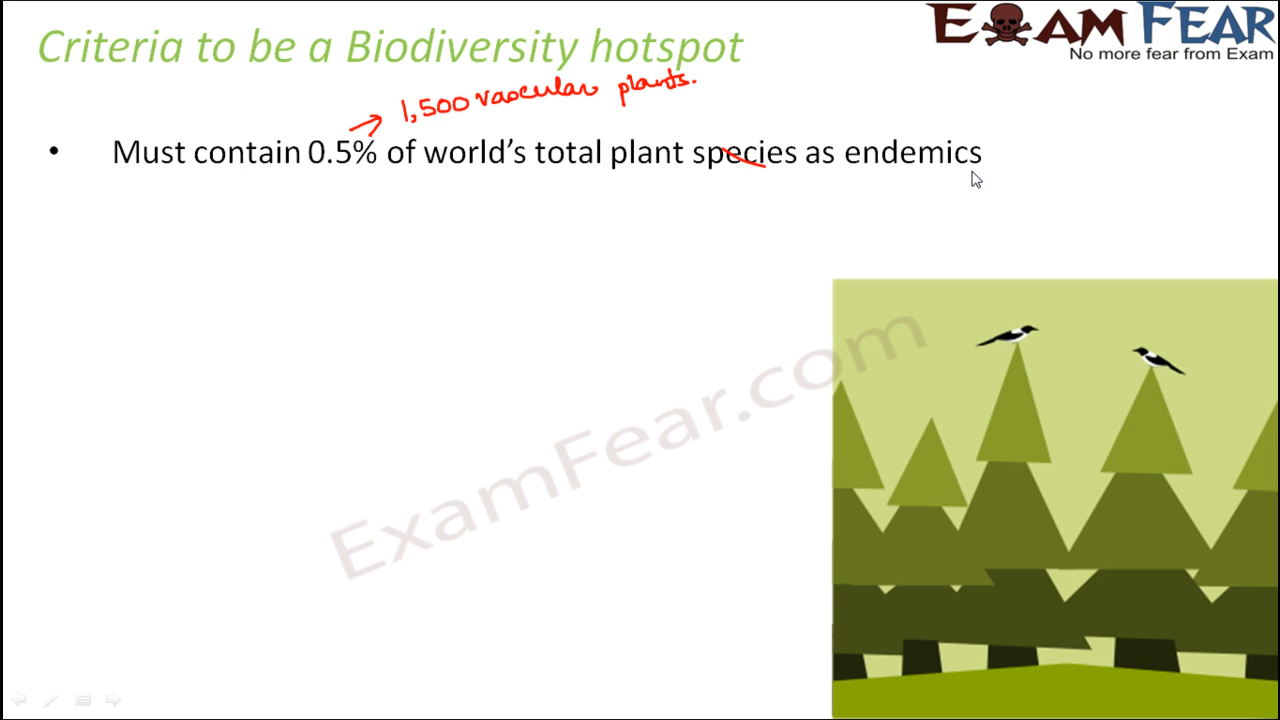 Criteria to be a Biodiversity hotspot
EXAM FEAR
No more fear from Exam
→ 1,500 vascular plants.
• Must contain 0.5% of world's total plant species as endemics
ExamFear.com